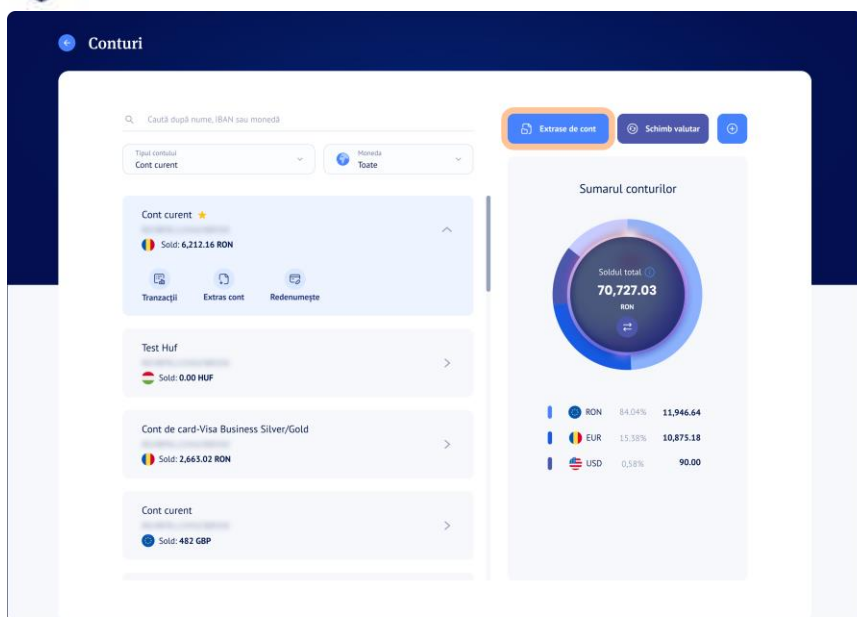 Conturi
Caută după nume, IBAN sau monedă
Tipul contului
Cont curent
Moneda
Toate
Extrase de cont
Schimb valutar
Cont curent
Sold: 6,212.16 RON
Tranzacții
Extras cont
Redenumește
Test Huf
Sold: 0.00 HUF
Cont de card-Visa Business Silver/Gold
Sold: 2,663.02 RON
Cont curent
Sold: 482 GBP
Sumarul conturilor
Soldul total
70,727.03
RON
RON 84.04% 11,946.64
EUR 15.38% 10,875.18
USD 0,58% 90.00